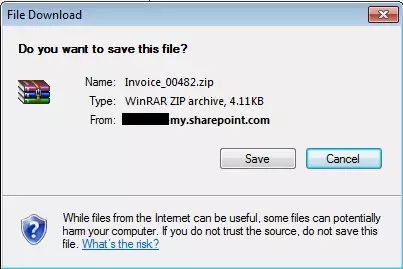 File Download
Do you want to save this file?
Name: Invoice_00482.zip
Type: WinRAR ZIP archive, 4.11KB
From: my.sharepoint.com
Save Cancel
While files from the Internet can be useful, some files can potentially
harm your computer. If you do not trust the source, do not save this
file. What's the risk?